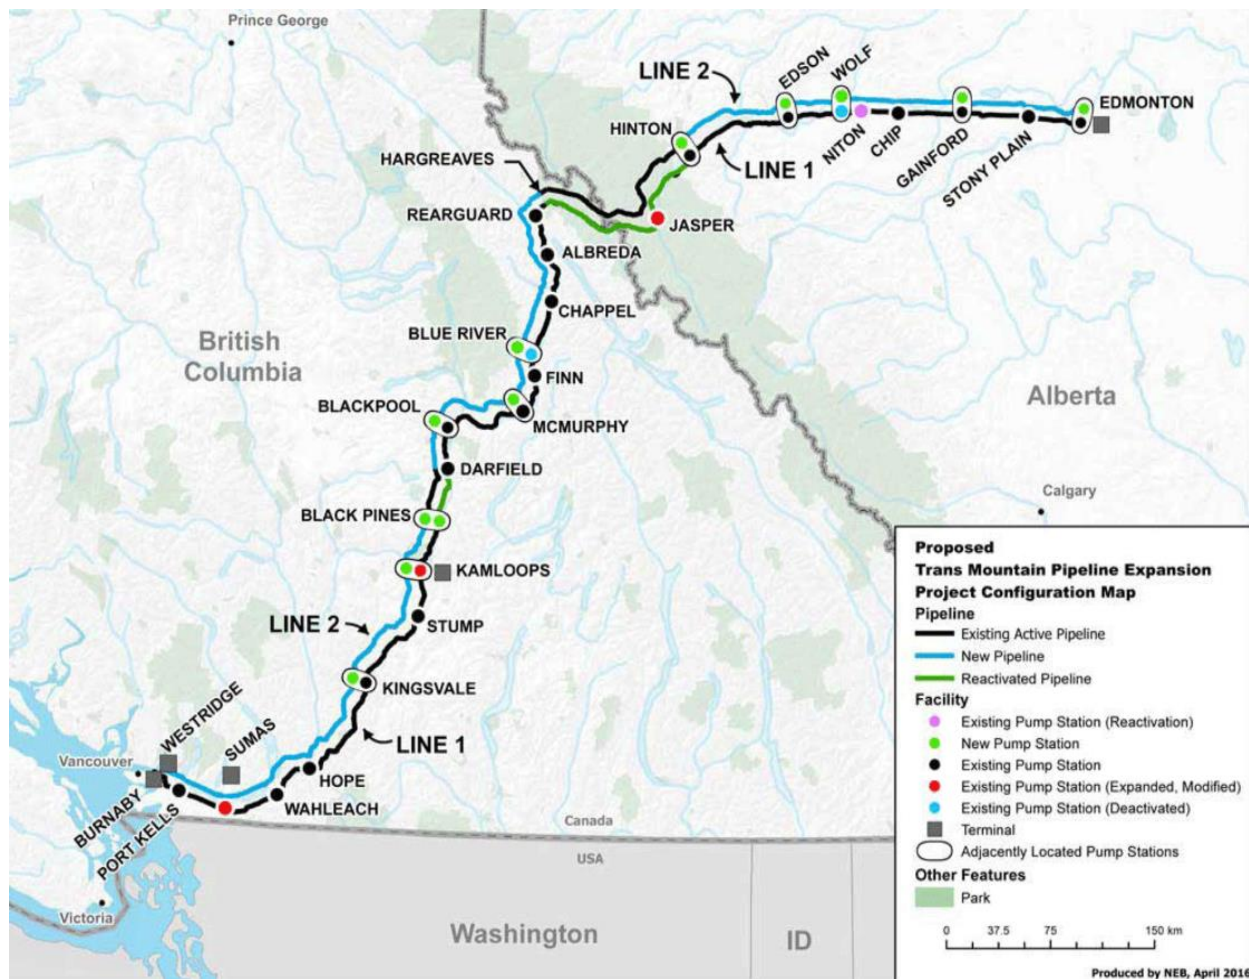 Prince George
EDSON
WOLF
LINE 2
EDMONTON
HINTON
NITON
CHIP
GAINFORD
STONY PLAIN
LINE 1
HARGREAVES
REARGUARD
JASPER
ALBREDA
CHAPPEL
BLUE RIVER
British
Columbia
FINN
Alberta
BLACKPOOL
MCMURPHY
DARFIELD
Calgary
BLACK PINES
KAMLOOPS
LINE 2
STUMP
KINGSVALE
WESTRIDGE
SUMAS
LINE 1
Vancouver
HOPE
WAHLEACH
BURNABY
PORT KELLS
Canada
USA
Victoria
Washington
ID
Proposed
Trans Mountain Pipeline Expansion
Project Configuration Map
Pipeline
Existing Active Pipeline
New Pipeline
Reactivated Pipeline
Facility
Existing Pump Station (Reactivation)
New Pump Station
Existing Pump Station
Existing Pump Station (Expanded, Modified)
Existing Pump Station (Deactivated)
Terminal
Adjacently Located Pump Stations
Other Features
Park
0 37.5 75 150 km
Produced by NEB, April 2016